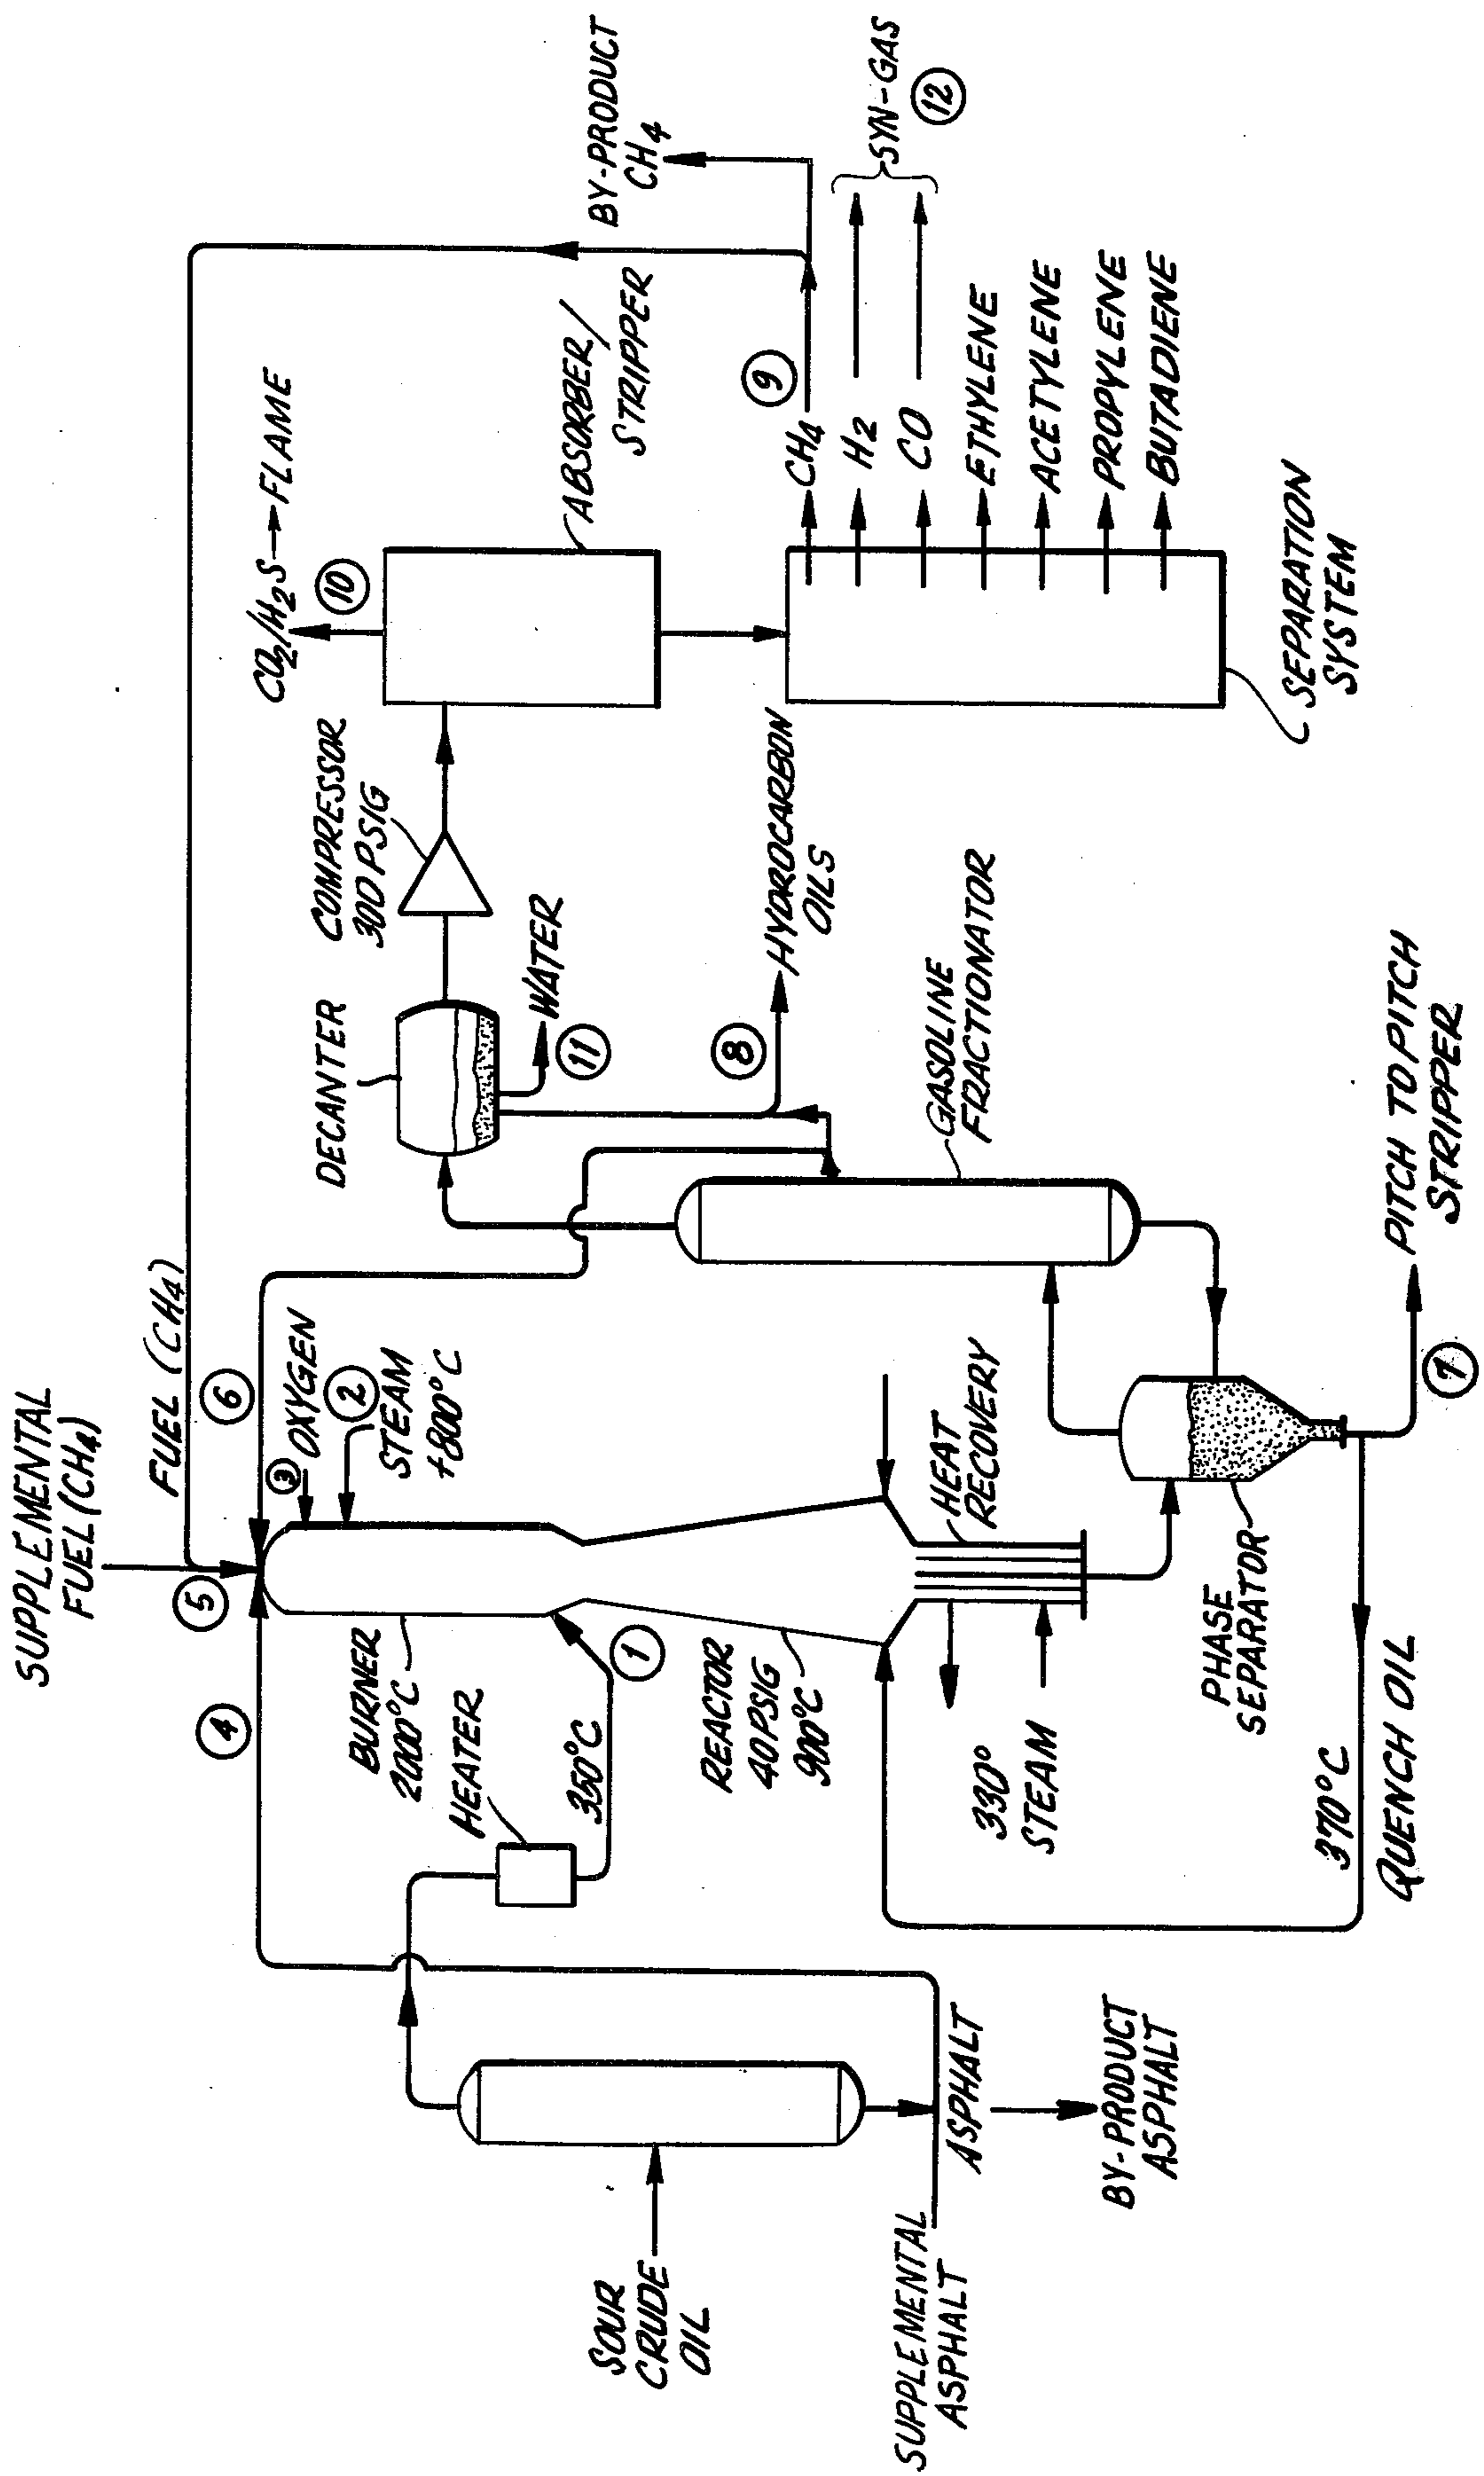 SUPPLEMENTAL
FUEL (CH4)
FUEL (CH4)
5
4
6
3
OXYGEN
2
STEAM
+800°C
BURNER
2000°C
HEATER
350°C
1
REACTOR
40 PSIG
900°C
330°
STEAM
HEAT
RECOVERY
PHASE
SEPARATOR
370°C
QUENCH OIL
7
PITCH TO PITCH
STRIPPER
SOUR
CRUDE
OIL
SUPPLEMENTAL
ASPHALT
ASPHALT
BY-PRODUCT
ASPHALT
GASOLINE
FRACTIONATOR
DECANTER
WATER
11
8
HYDROCARBON
OILS
COMPRESSOR
300 PSIG
CO2/H2S → FLAME
10
ABSORBER/
STRIPPER
SEPARATION
SYSTEM
CH4
9
H2
CO
ETHYLENE
ACETYLENE
PROPYLENE
BUTADIENE
BY-PRODUCT
CH4
SYN-GAS
12